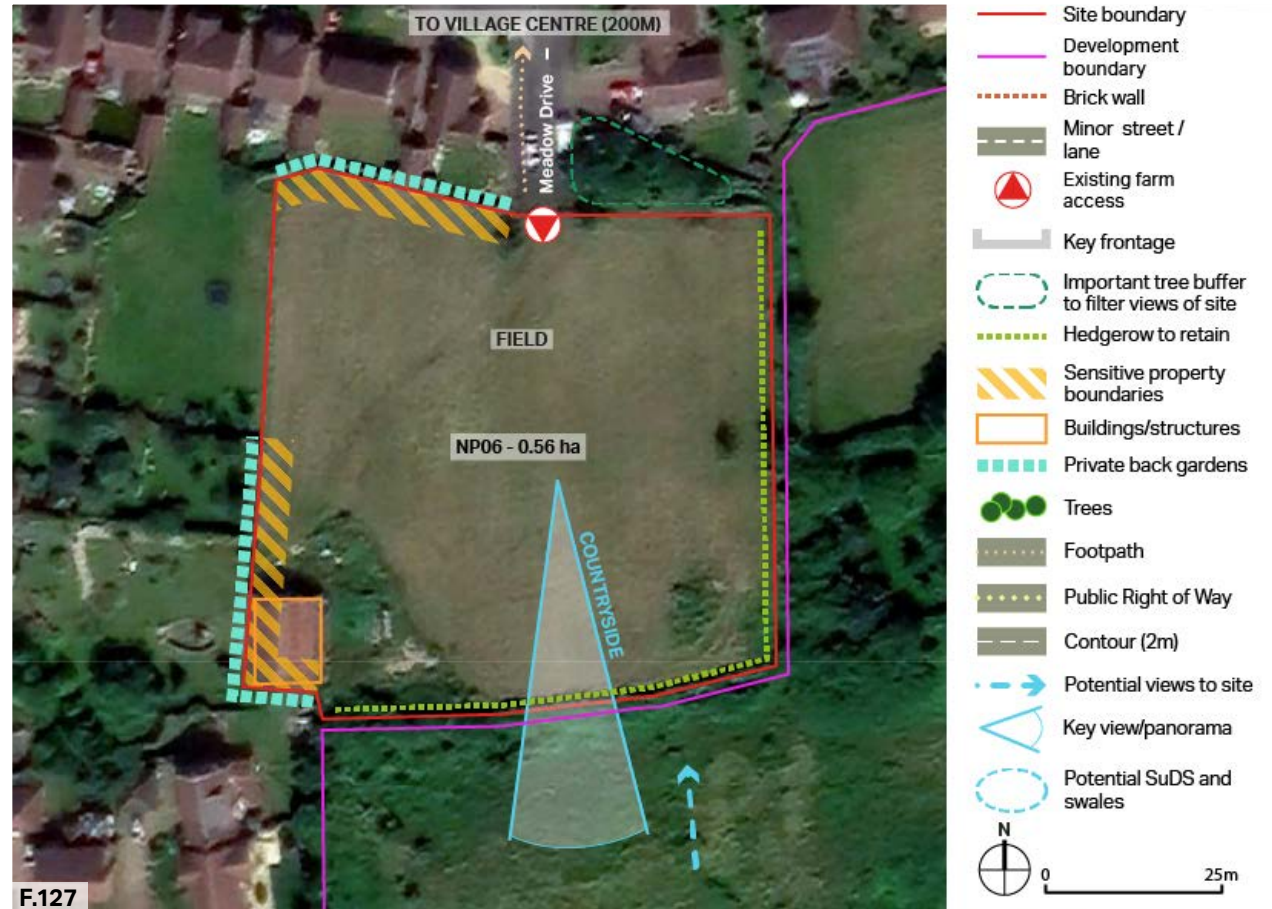 TO VILLAGE CENTRE (200M)
Meadow Drive
FIELD
NP06 - 0.56 ha
COUNTRYSIDE
F.127
Site boundary
Development
boundary
Brick wall
Minor street /
lane
Existing farm
access
Key frontage
Important tree buffer
to filter views of site
Hedgerow to retain
Sensitive property
boundaries
Buildings/structures
Private back gardens
Trees
Footpath
Public Right of Way
Contour (2m)
Potential views to site
Key view/panorama
Potential SuDS and
swales
N
0 25m